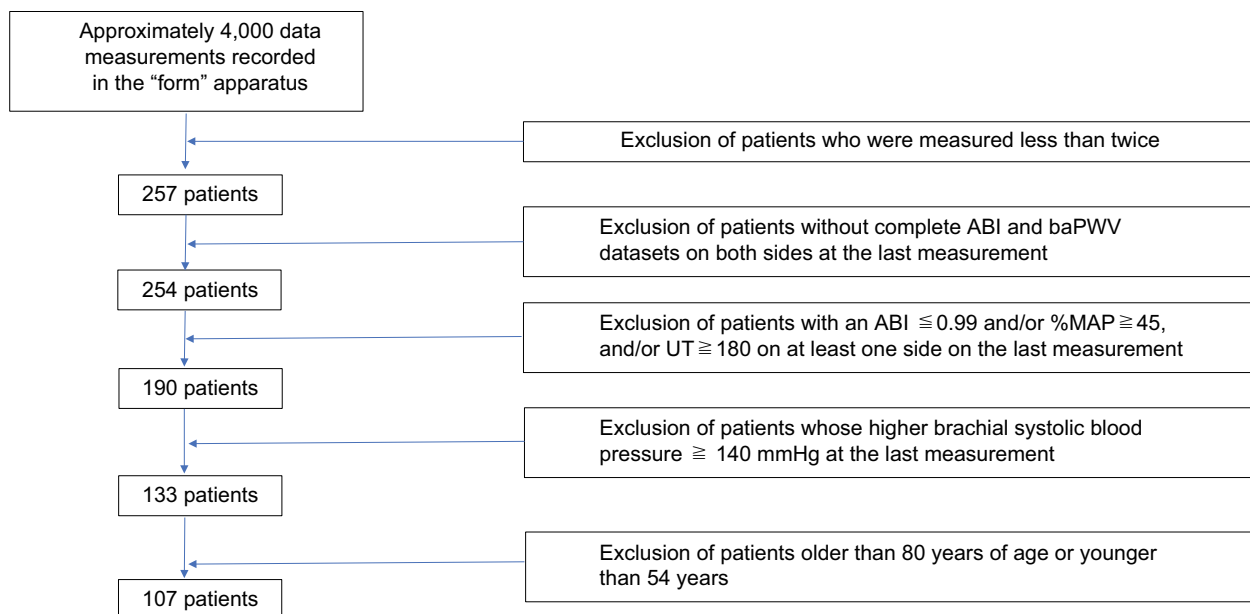 Approximately 4,000 data
measurements recorded
in the “form” apparatus
Exclusion of patients who were measured less than twice
257 patients
Exclusion of patients without complete ABI and baPWV
datasets on both sides at the last measurement
254 patients
Exclusion of patients with an ABI ≦0.99 and/or %MAP≧45,
and/or UT≧180 on at least one side on the last measurement
190 patients
Exclusion of patients whose higher brachial systolic blood
pressure ≧ 140 mmHg at the last measurement
133 patients
Exclusion of patients older than 80 years of age or younger
than 54 years
107 patients